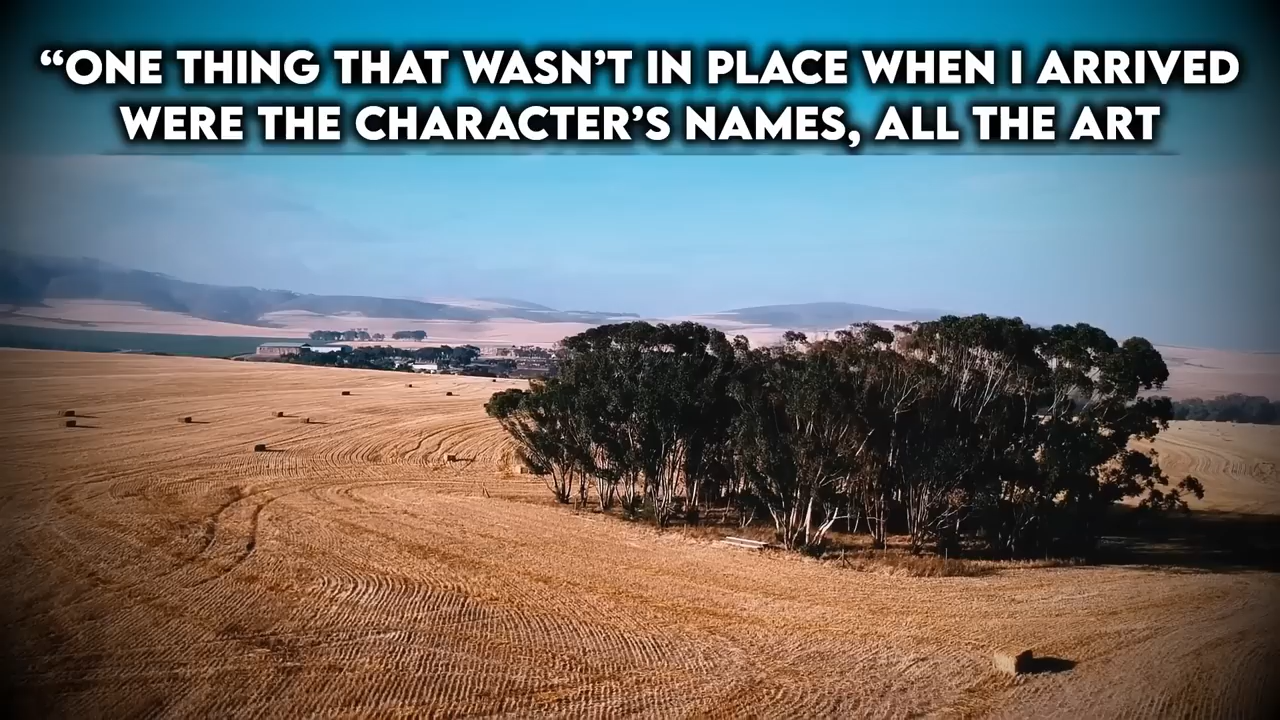 “ONE THING THAT WASN’T IN PLACE WHEN I ARRIVED
WERE THE CHARACTER’S NAMES, ALL THE ART